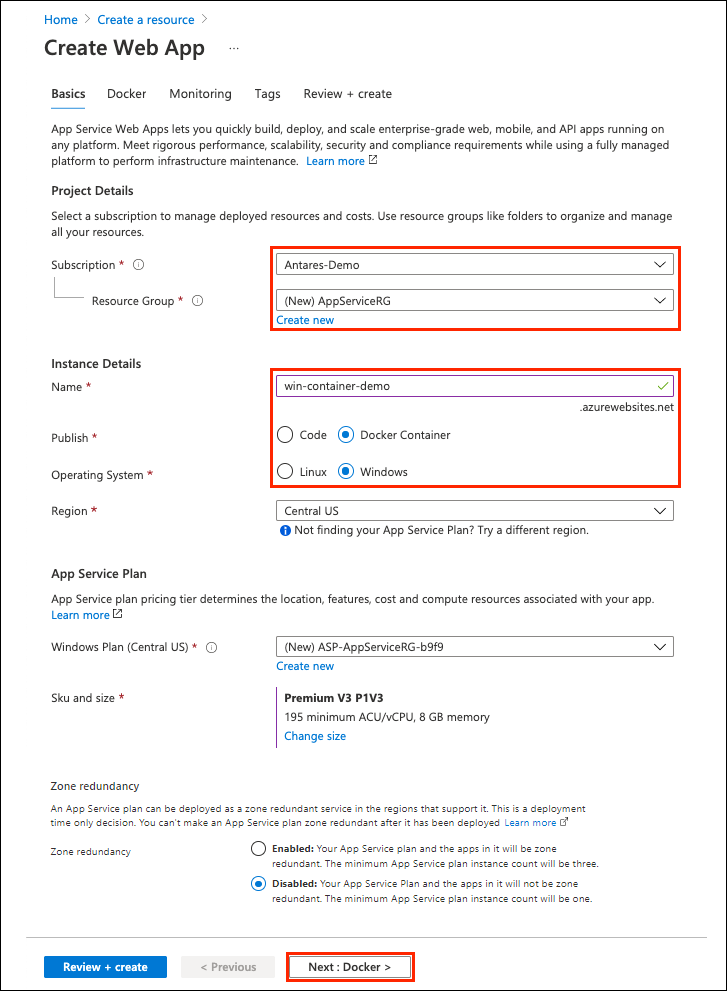 Home > Create a resource >
Create Web App ...
Basics Docker Monitoring Tags Review + create
App Service Web Apps lets you quickly build, deploy, and scale enterprise-grade web, mobile, and API apps running on
any platform. Meet rigorous performance, scalability, security and compliance requirements while using a fully managed
platform to perform infrastructure maintenance. Learn more
Project Details
Select a subscription to manage deployed resources and costs. Use resource groups like folders to organize and manage
all your resources.
Subscription * Antares-Demo
Resource Group * (New) AppServiceRG
Create new
Instance Details
Name * win-container-demo
.azurewebsites.net
Publish * Code Docker Container
Operating System * Linux Windows
Region * Central US
Not finding your App Service Plan? Try a different region.
App Service Plan
App Service plan pricing tier determines the location, features, cost and compute resources associated with your app.
Learn more
Windows Plan (Central US) * (New) ASP-AppServiceRG-b9f9
Create new
Sku and size * Premium V3 P1V3
195 minimum ACU/vCPU, 8 GB memory
Change size
Zone redundancy
An App Service plan can be deployed as a zone redundant service in the regions that support it. This is a deployment
time only decision. You can't make an App Service plan zone redundant after it has been deployed Learn more
Zone redundancy Enabled: Your App Service plan and the apps in it will be zone
redundant. The minimum App Service plan instance count will be three.
Disabled: Your App Service Plan and the apps in it will not be zone
redundant. The minimum App Service plan instance count will be one.
Review + create < Previous Next : Docker >